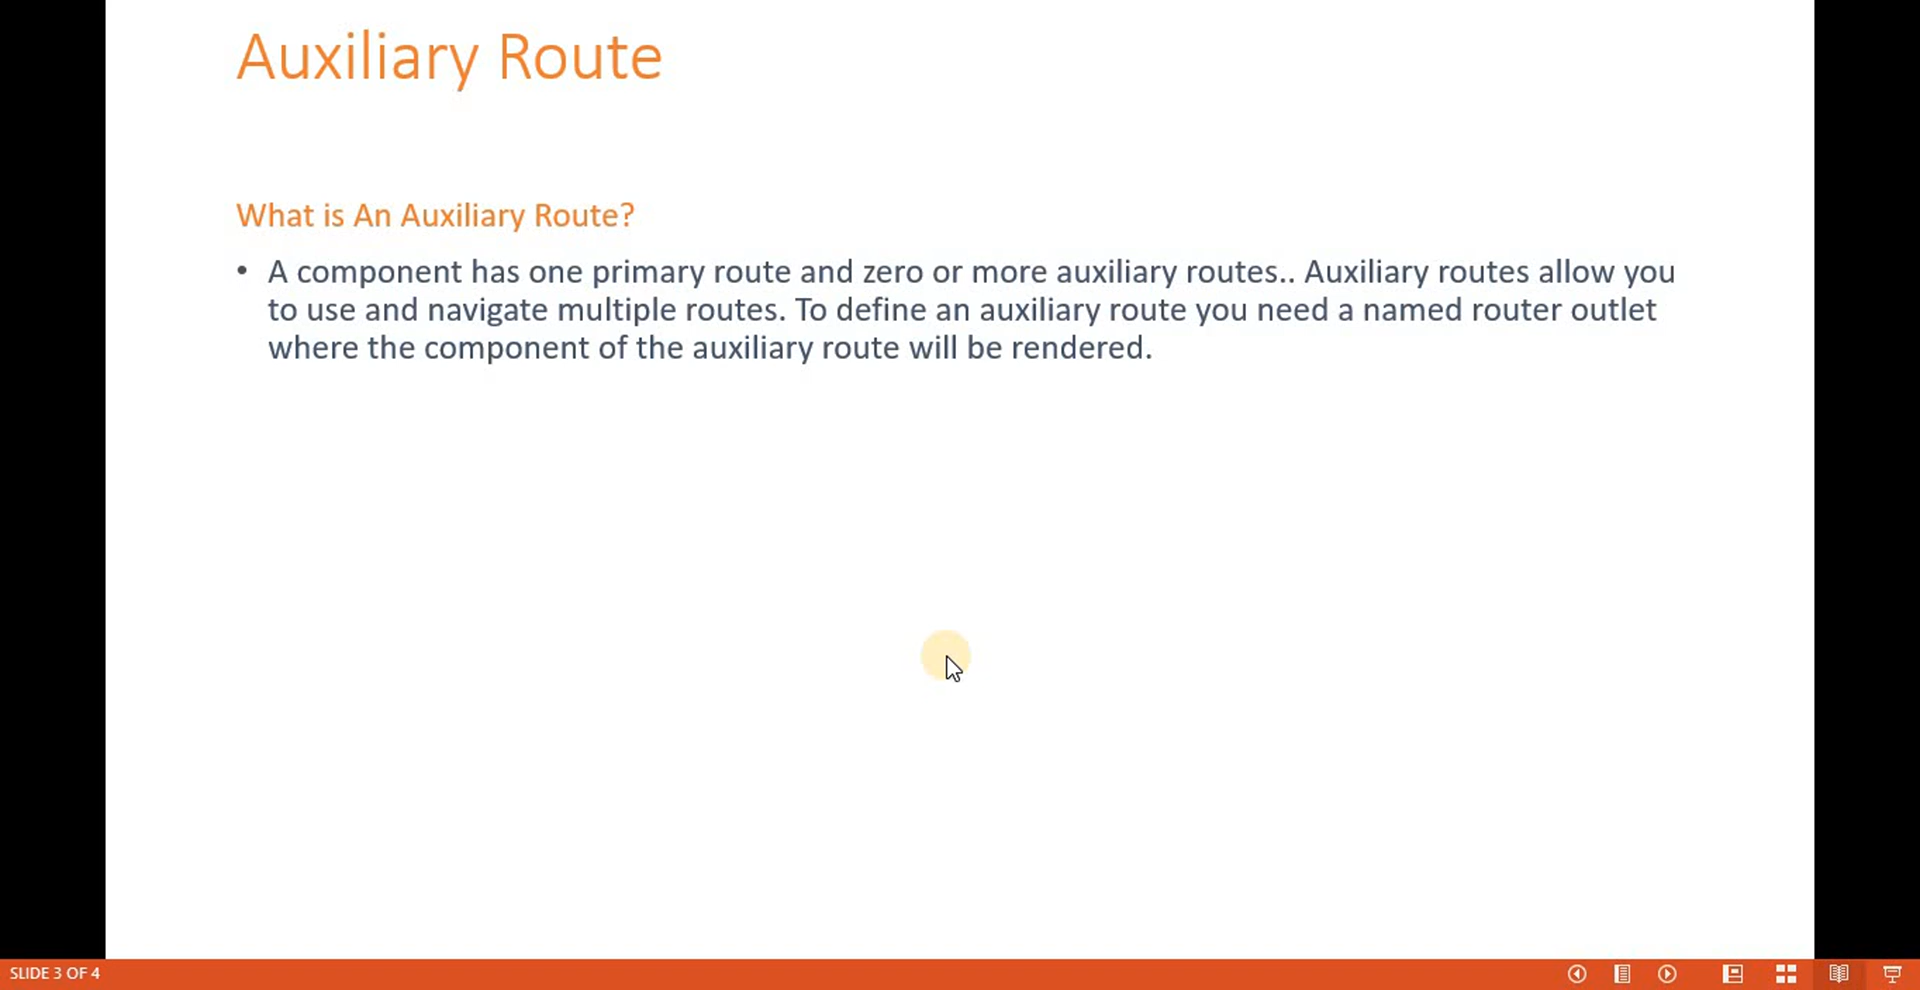 Auxiliary Route
What is An Auxiliary Route?
• A component has one primary route and zero or more auxiliary routes.. Auxiliary routes allow you
to use and navigate multiple routes. To define an auxiliary route you need a named router outlet
where the component of the auxiliary route will be rendered.
SLIDE 3 OF 4